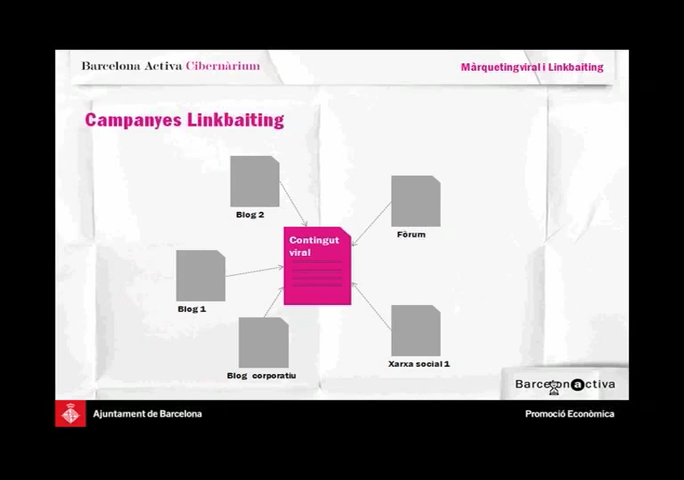 Barcelona Activa Cibernàrium
Màrquetingviral i Linkbaiting
Campanyes Linkbaiting
Blog 2
Fòrum
Contingut
viral
Blog 1
Blog corporatiu
Xarxa social 1
Barcelonactiva
Ajuntament de Barcelona
Promoció Econòmica